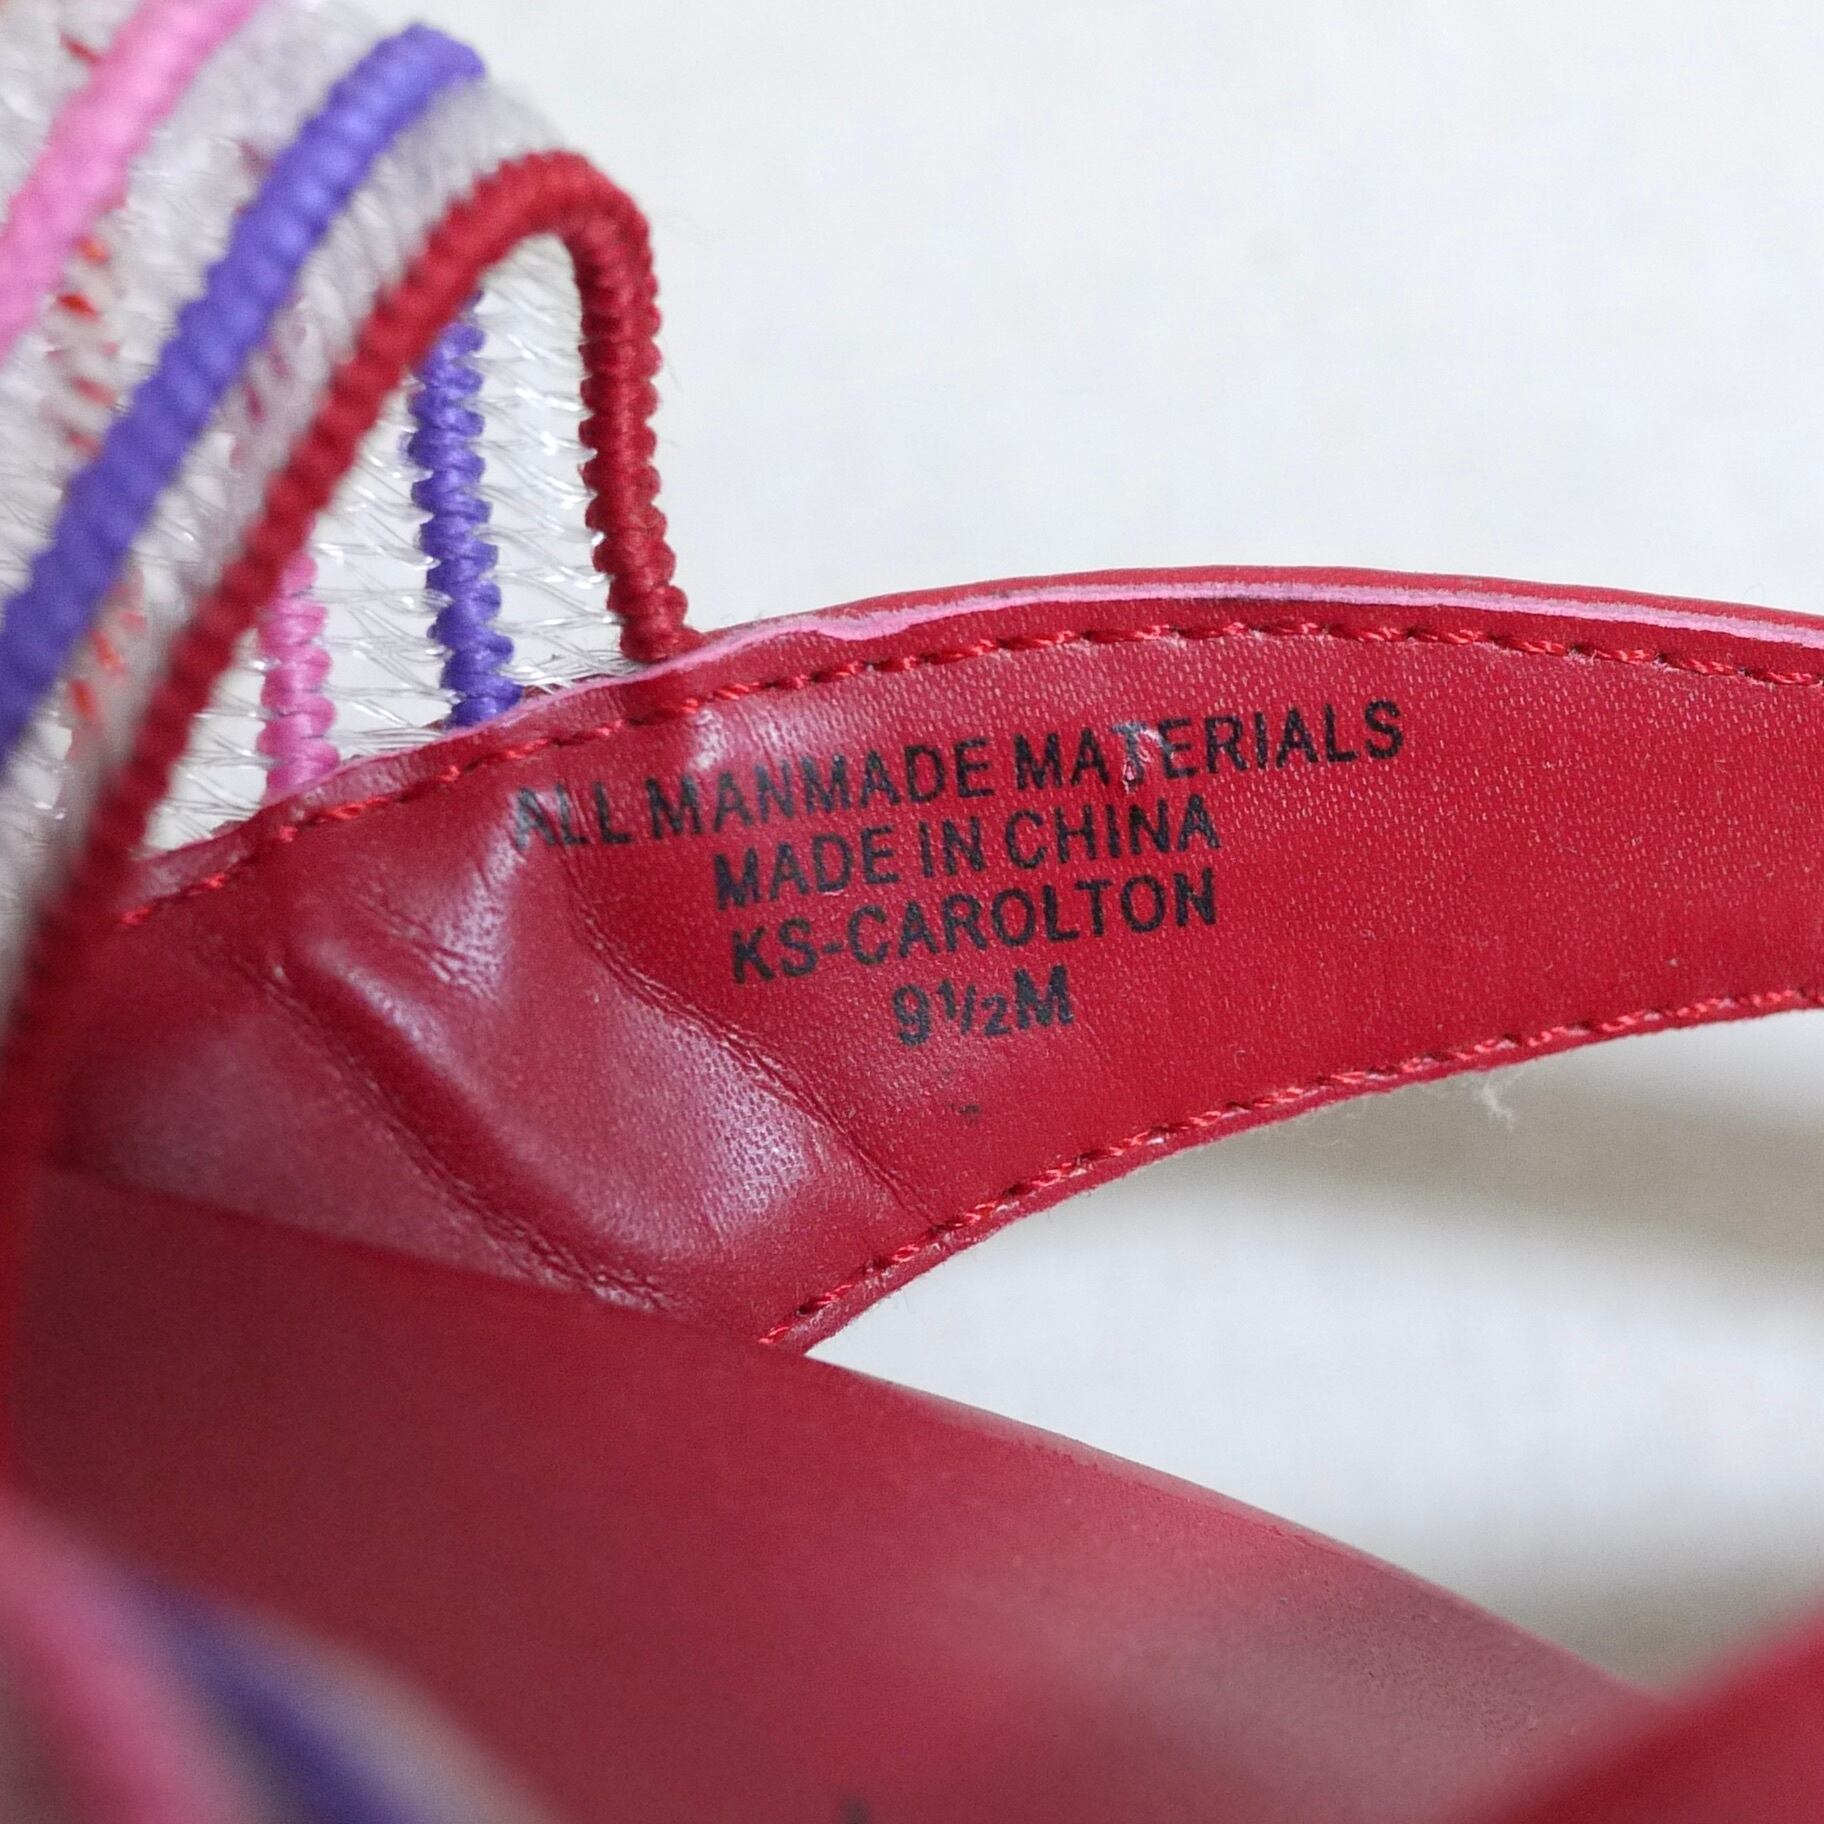 ALL MANMADE MATERIALS
MADE IN CHINA
KS-CAROLTON
9½M